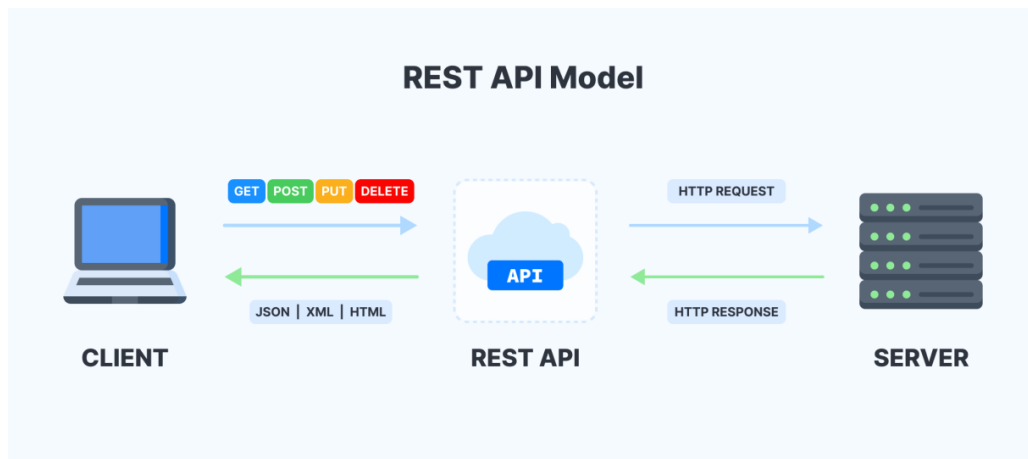 REST API Model
GET POST PUT DELETE
HTTP REQUEST
API
JSON | XML | HTML
HTTP RESPONSE
CLIENT
REST API
SERVER